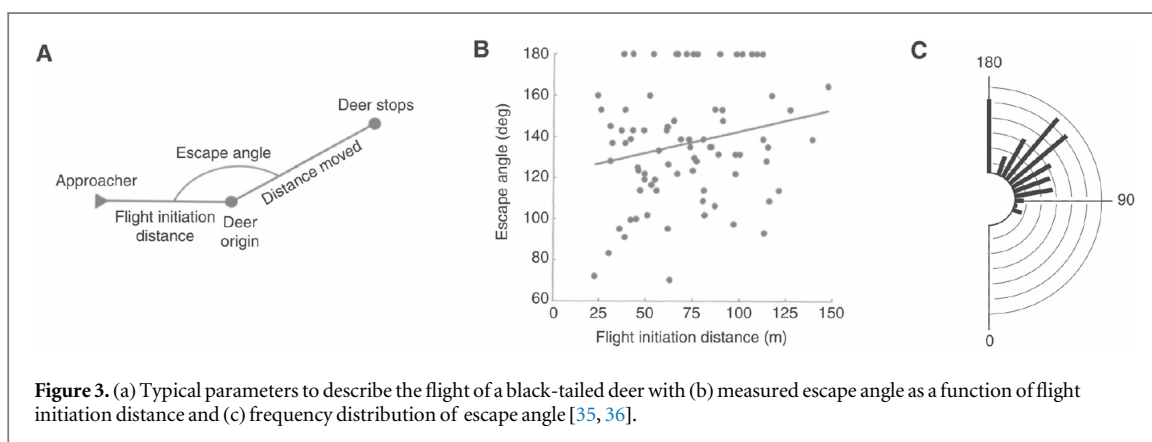 A
Deer stops
Escape angle
Distance moved
Approacher
Flight initiation
distance
Deer
origin
B
180
160
140
120
100
80
60
Escape angle (deg)
0 25 50 75 100 125 150
Flight initiation distance (m)
C
180
90
0
Figure 3. (a) Typical parameters to describe the flight of a black-tailed deer with (b) measured escape angle as a function of flight
initiation distance and (c) frequency distribution of escape angle [35, 36].